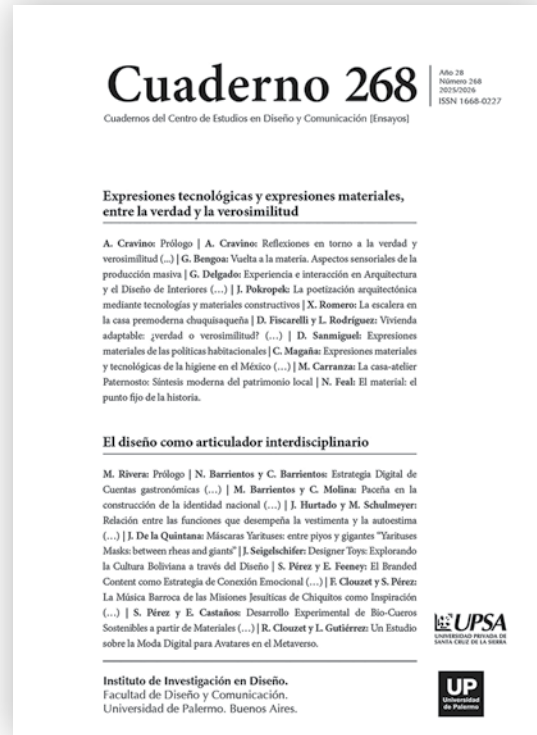 Cuaderno 268
Año 28
Número 268
2025/2026
ISSN 1668-0227
Cuadernos del Centro de Estudios en Diseño y Comunicación [Ensayos]
Expresiones tecnológicas y expresiones materiales,
entre la verdad y la verosimilitud
A. Cravino: Prólogo | A. Cravino: Reflexiones en torno a la verdad y
verosimilitud (...) | G. Bengoa: Vuelta a la materia. Aspectos sensoriales de la
producción masiva | G. Delgado: Experiencia e interacción en Arquitectura
y el Diseño de Interiores (…) | J. Pokropek: La poetización arquitectónica
mediante tecnologías y materiales constructivos | X. Romero: La escalera en
la casa premoderna chuquisaqueña | D. Fiscarelli y L. Rodríguez: Vivienda
adaptable: ¿verdad o verosimilitud? (…) | D. Sanmiguel: Expresiones
materiales de las políticas habitacionales | C. Magaña: Expresiones materiales
y tecnológicas de la higiene en el México (…) | M. Carranza: La casa-atelier
Paternosto: Síntesis moderna del patrimonio local | N. Feal: El material: el
punto fijo de la historia.
El diseño como articulador interdisciplinario
M. Rivera: Prólogo | N. Barrientos y C. Barrientos: Estrategia Digital de
Cuentas gastronómicas (…) | M. Barrientos y C. Molina: Paceña en la
construcción de la identidad nacional (…) | J. Hurtado y M. Schulmeyer:
Relación entre las funciones que desempeña la vestimenta y la autoestima
(…) | J. De la Quintana: Máscaras Yarituses: entre piyos y gigantes "Yarituses
Masks: between rheas and giants" | J. Seigelschifer: Designer Toys: Explorando
la Cultura Boliviana a través del Diseño | S. Pérez y E. Feeney: El Branded
Content como Estrategia de Conexión Emocional (…) | F. Clouzet y S. Pérez:
La Música Barroca de las Misiones Jesuíticas de Chiquitos como Inspiración
(…) | S. Pérez y E. Castaños: Desarrollo Experimental de Bio-Cueros
Sostenibles a partir de Materiales (…) | R. Clouzet y L. Gutiérrez: Un Estudio
sobre la Moda Digital para Avatares en el Metaverso.
UPSA
UNIVERSIDAD PRIVADA DE
SANTA CRUZ DE LA SIERRA
Instituto de Investigación en Diseño.
Facultad de Diseño y Comunicación.
Universidad de Palermo. Buenos Aires.
UP
Universidad
de Palermo